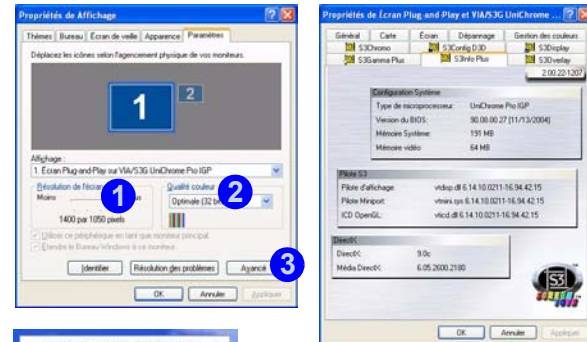 Propriétés de Affichage
Thèmes Bureau Écran de veille Apparence Paramètres
Déplacez les icônes selon l'agencement physique de vos moniteurs.
1
2
Affichage :
1. Écran Plug-and-Play sur VIA/S3G UniChrome Pro IGP
Résolution de l'écran
Moins
1
1400 par 1050 pixels
Qualité couleur
2
Optimale (32 bits)
Utiliser ce périphérique en tant que moniteur principal.
Étendre le Bureau Windows à ce moniteur.
Identifier Résolution des problèmes Avancé 3
OK Annuler Appliquer
Propriétés de Écran Plug-and-Play et VIA/S3G UniChrome ...
Général Carte Écran Dépannage Gestion des couleurs
S3Chromo S3Config D3D S3Display
S3Gamma Plus S3Info Plus S3Overlay
2.00.22-1207
Configuration Système
Type de microprocesseur: UniChrome Pro IGP
Version du BIOS: 90.00.00.27 [11/13/2004]
Mémoire Système: 191 MB
Mémoire vidéo: 64 MB
Pilote S3
Pilote d'affichage: vtdisp.dll 6.14.10.0211-16.94.42.15
Pilote Miniport: vtmini.sys 6.14.10.0211-16.94.42.15
ICD OpenGL: vticd.dll 6.14.10.0211-16.94.42.15
DirectX
DirectX: 9.0c
Média DirectX: 6.05.2600.2180
S3
OK Annuler Appliquer